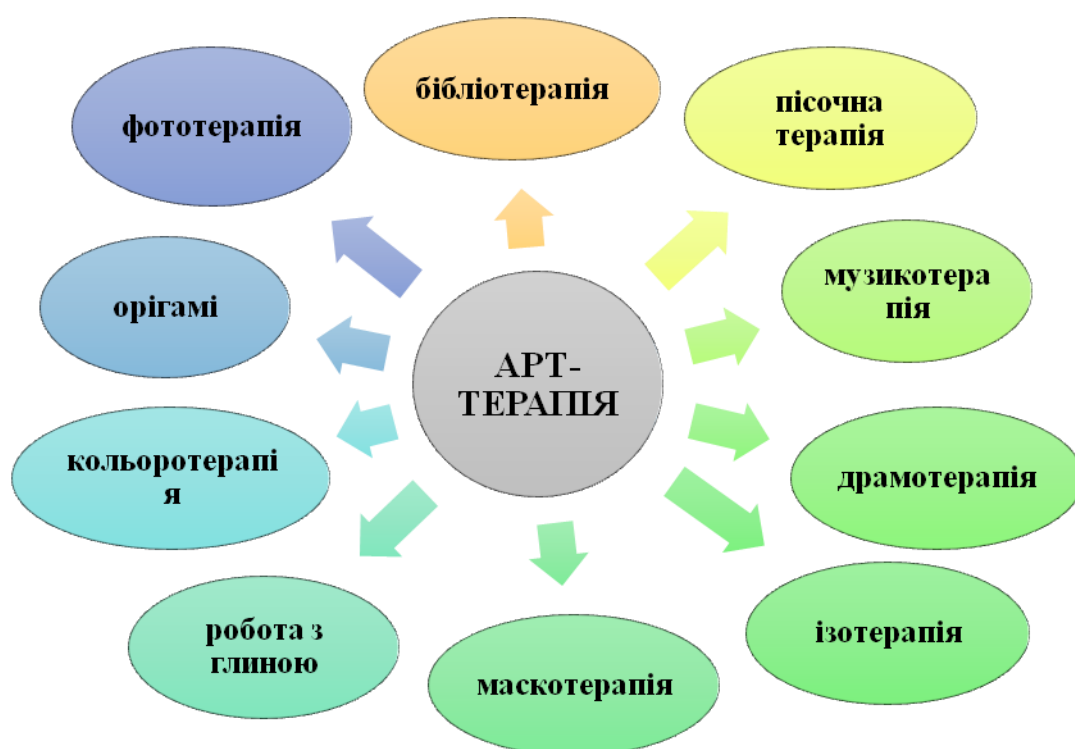 бібліотерапія
пісочна
терапія
музикотера
пія
драмотерапія
ізотерапія
маскотерапія
робота з
глиною
кольоротерапі
я
орігамі
фототерапія
АРТ-
ТЕРАПІЯ